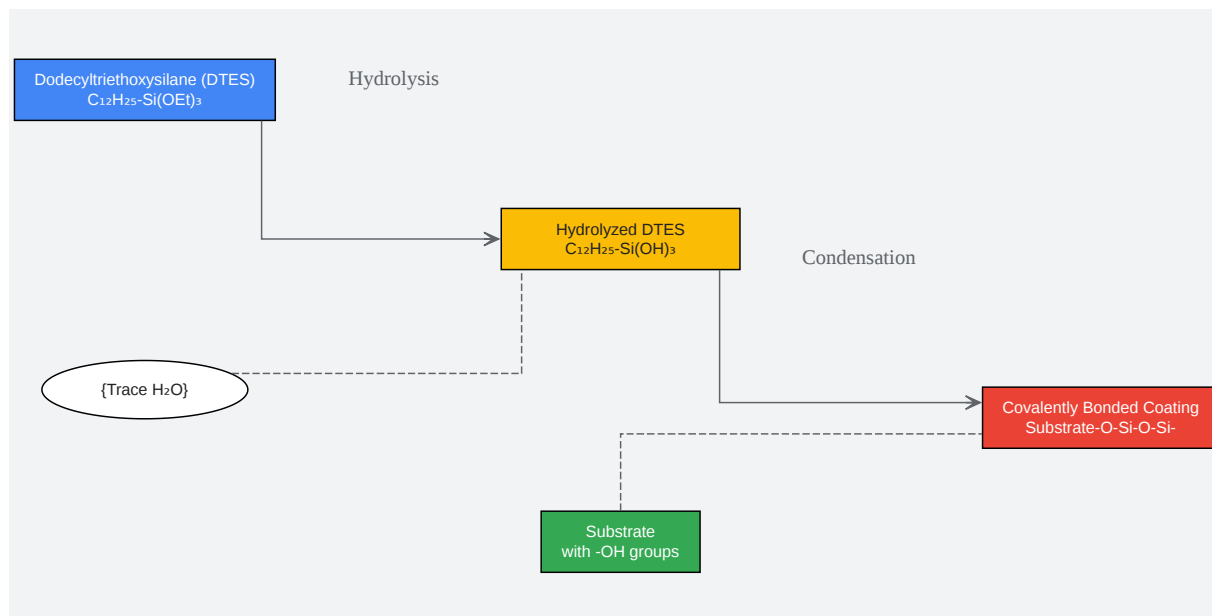 Dodecyltriethoxysilane (DTES)
C₁₂H₂₅-Si(OEt)₃
Hydrolysis
Hydrolyzed DTES
C₁₂H₂₅-Si(OH)₃
Condensation
{Trace H₂O}
Covalently Bonded Coating
Substrate-O-Si-O-Si-
Substrate
with -OH groups